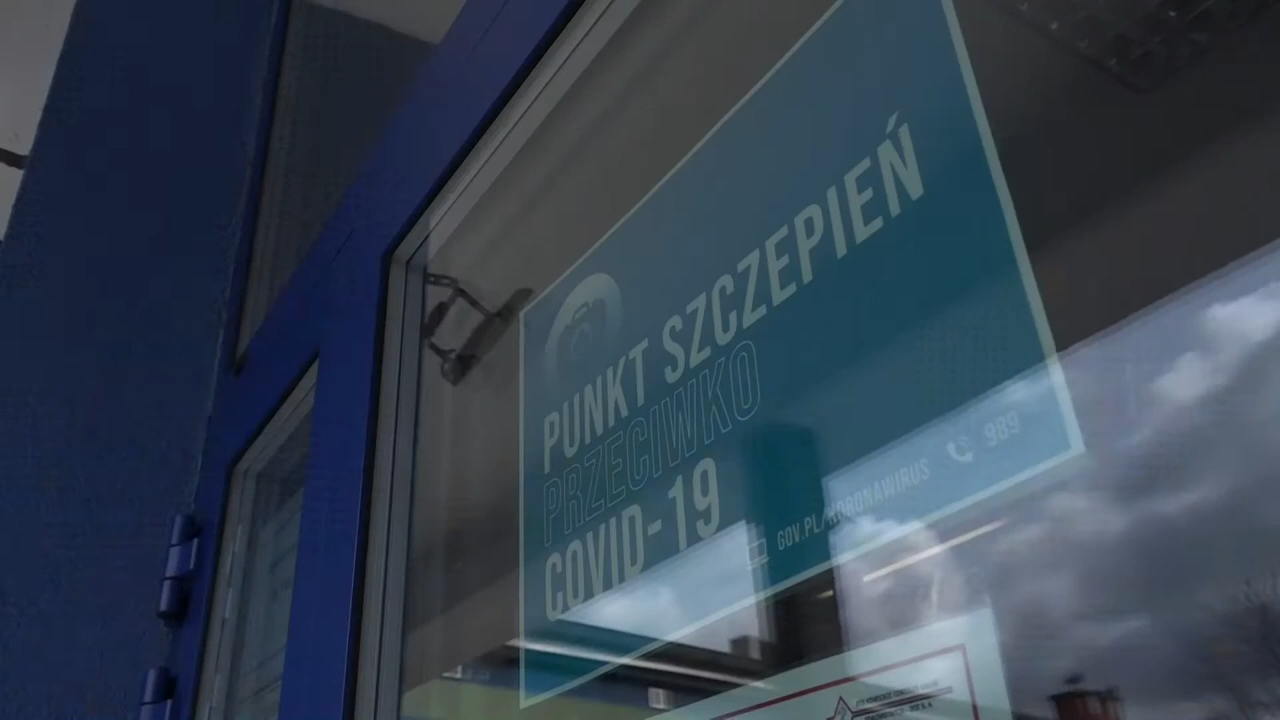 PUNKT SZCZEPIEŃ
PRZECIWKO
COVID-19
GOV.PL/KORONAWIRUS
989